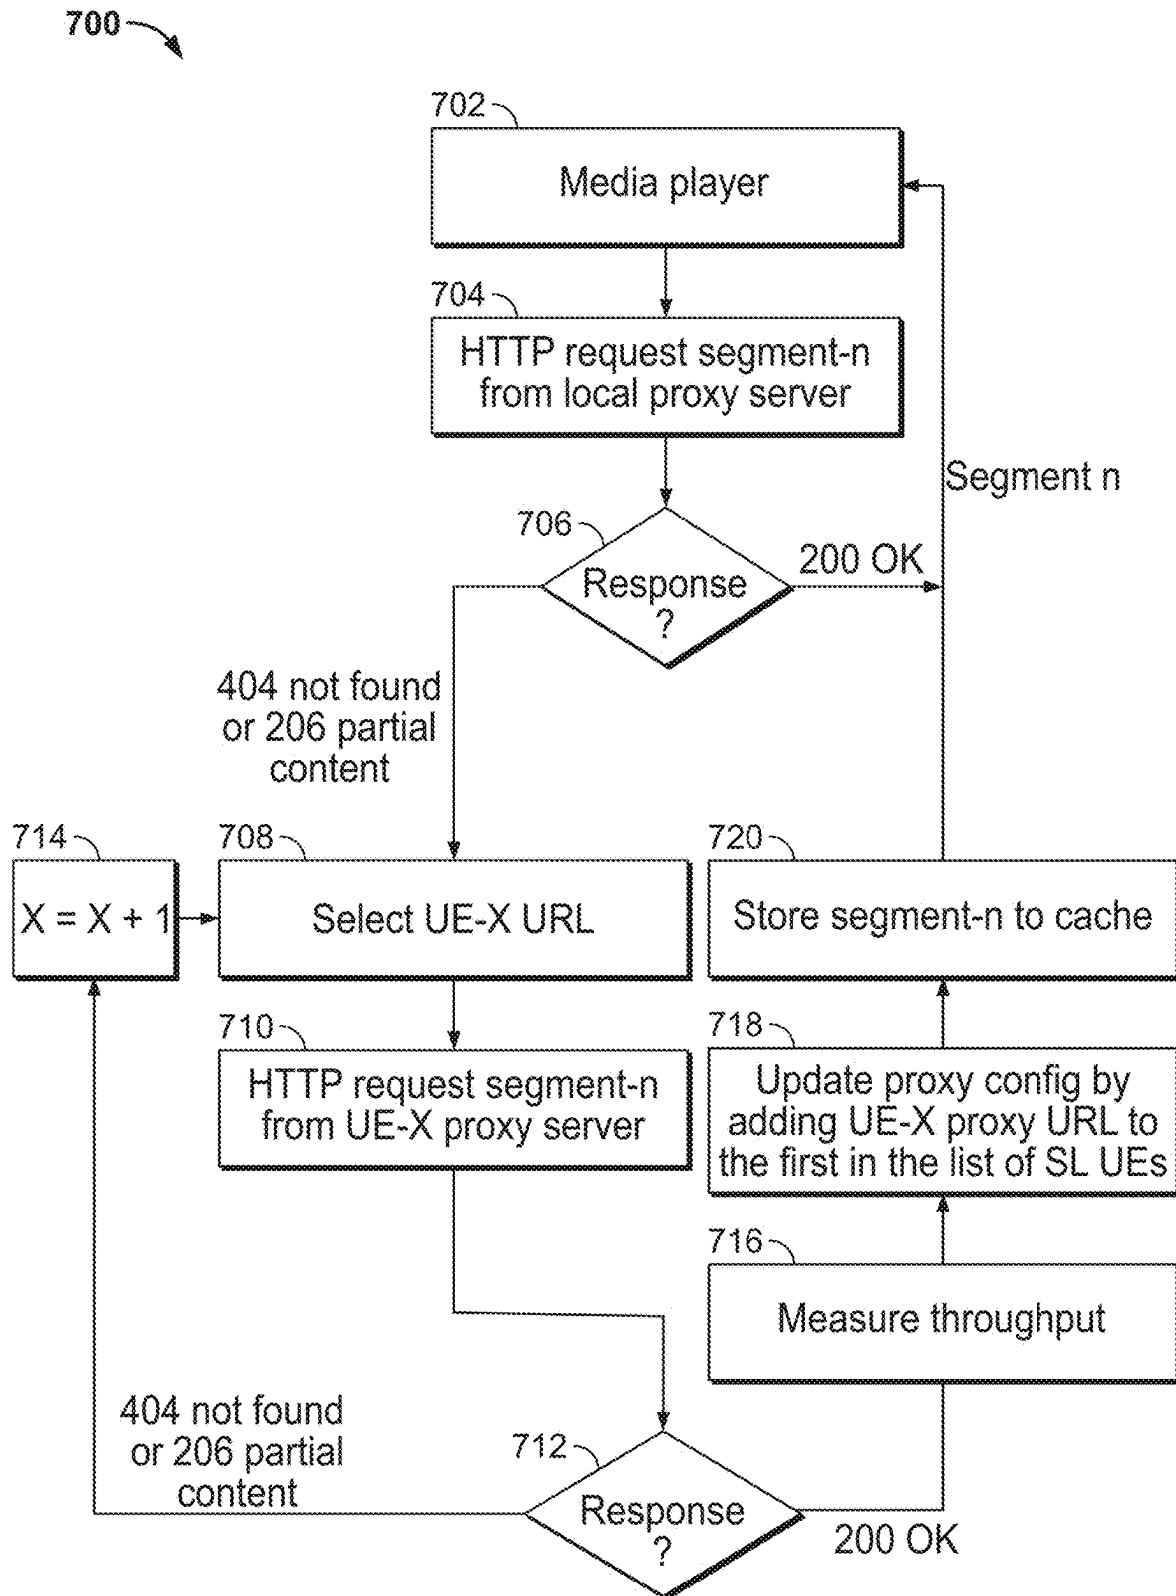 700
702
Media player
704
HTTP request segment-n
from local proxy server
Segment n
706
200 OK
Response
?
404 not found
or 206 partial
content
714
708
720
X = X + 1
Select UE-X URL
Store segment-n to cache
710
718
HTTP request segment-n
from UE-X proxy server
Update proxy config by
adding UE-X proxy URL to
the first in the list of SL UEs
716
Measure throughput
404 not found
or 206 partial
content
712
Response
?
200 OK